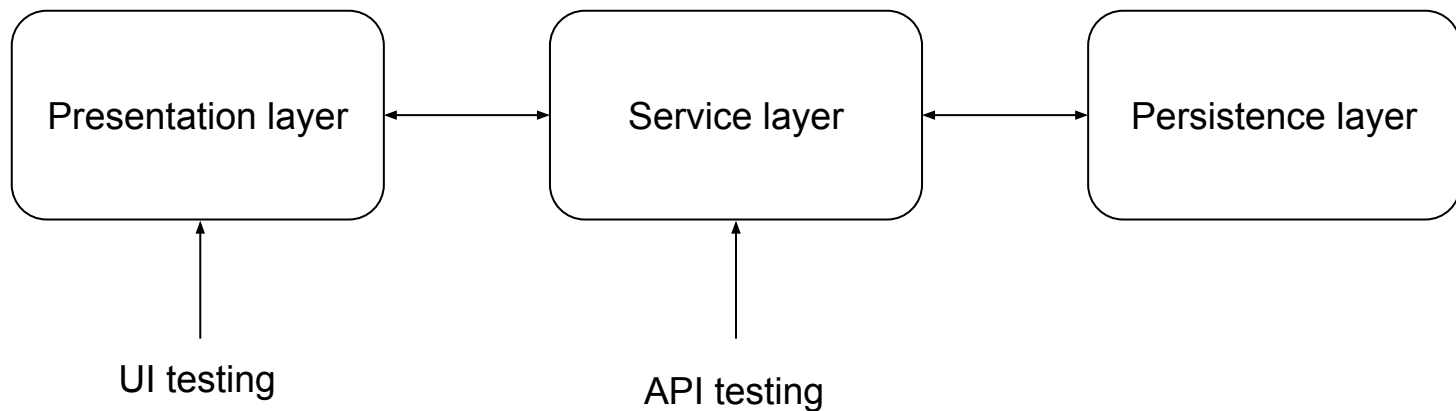 Presentation layer
Service layer
Persistence layer
UI testing
API testing